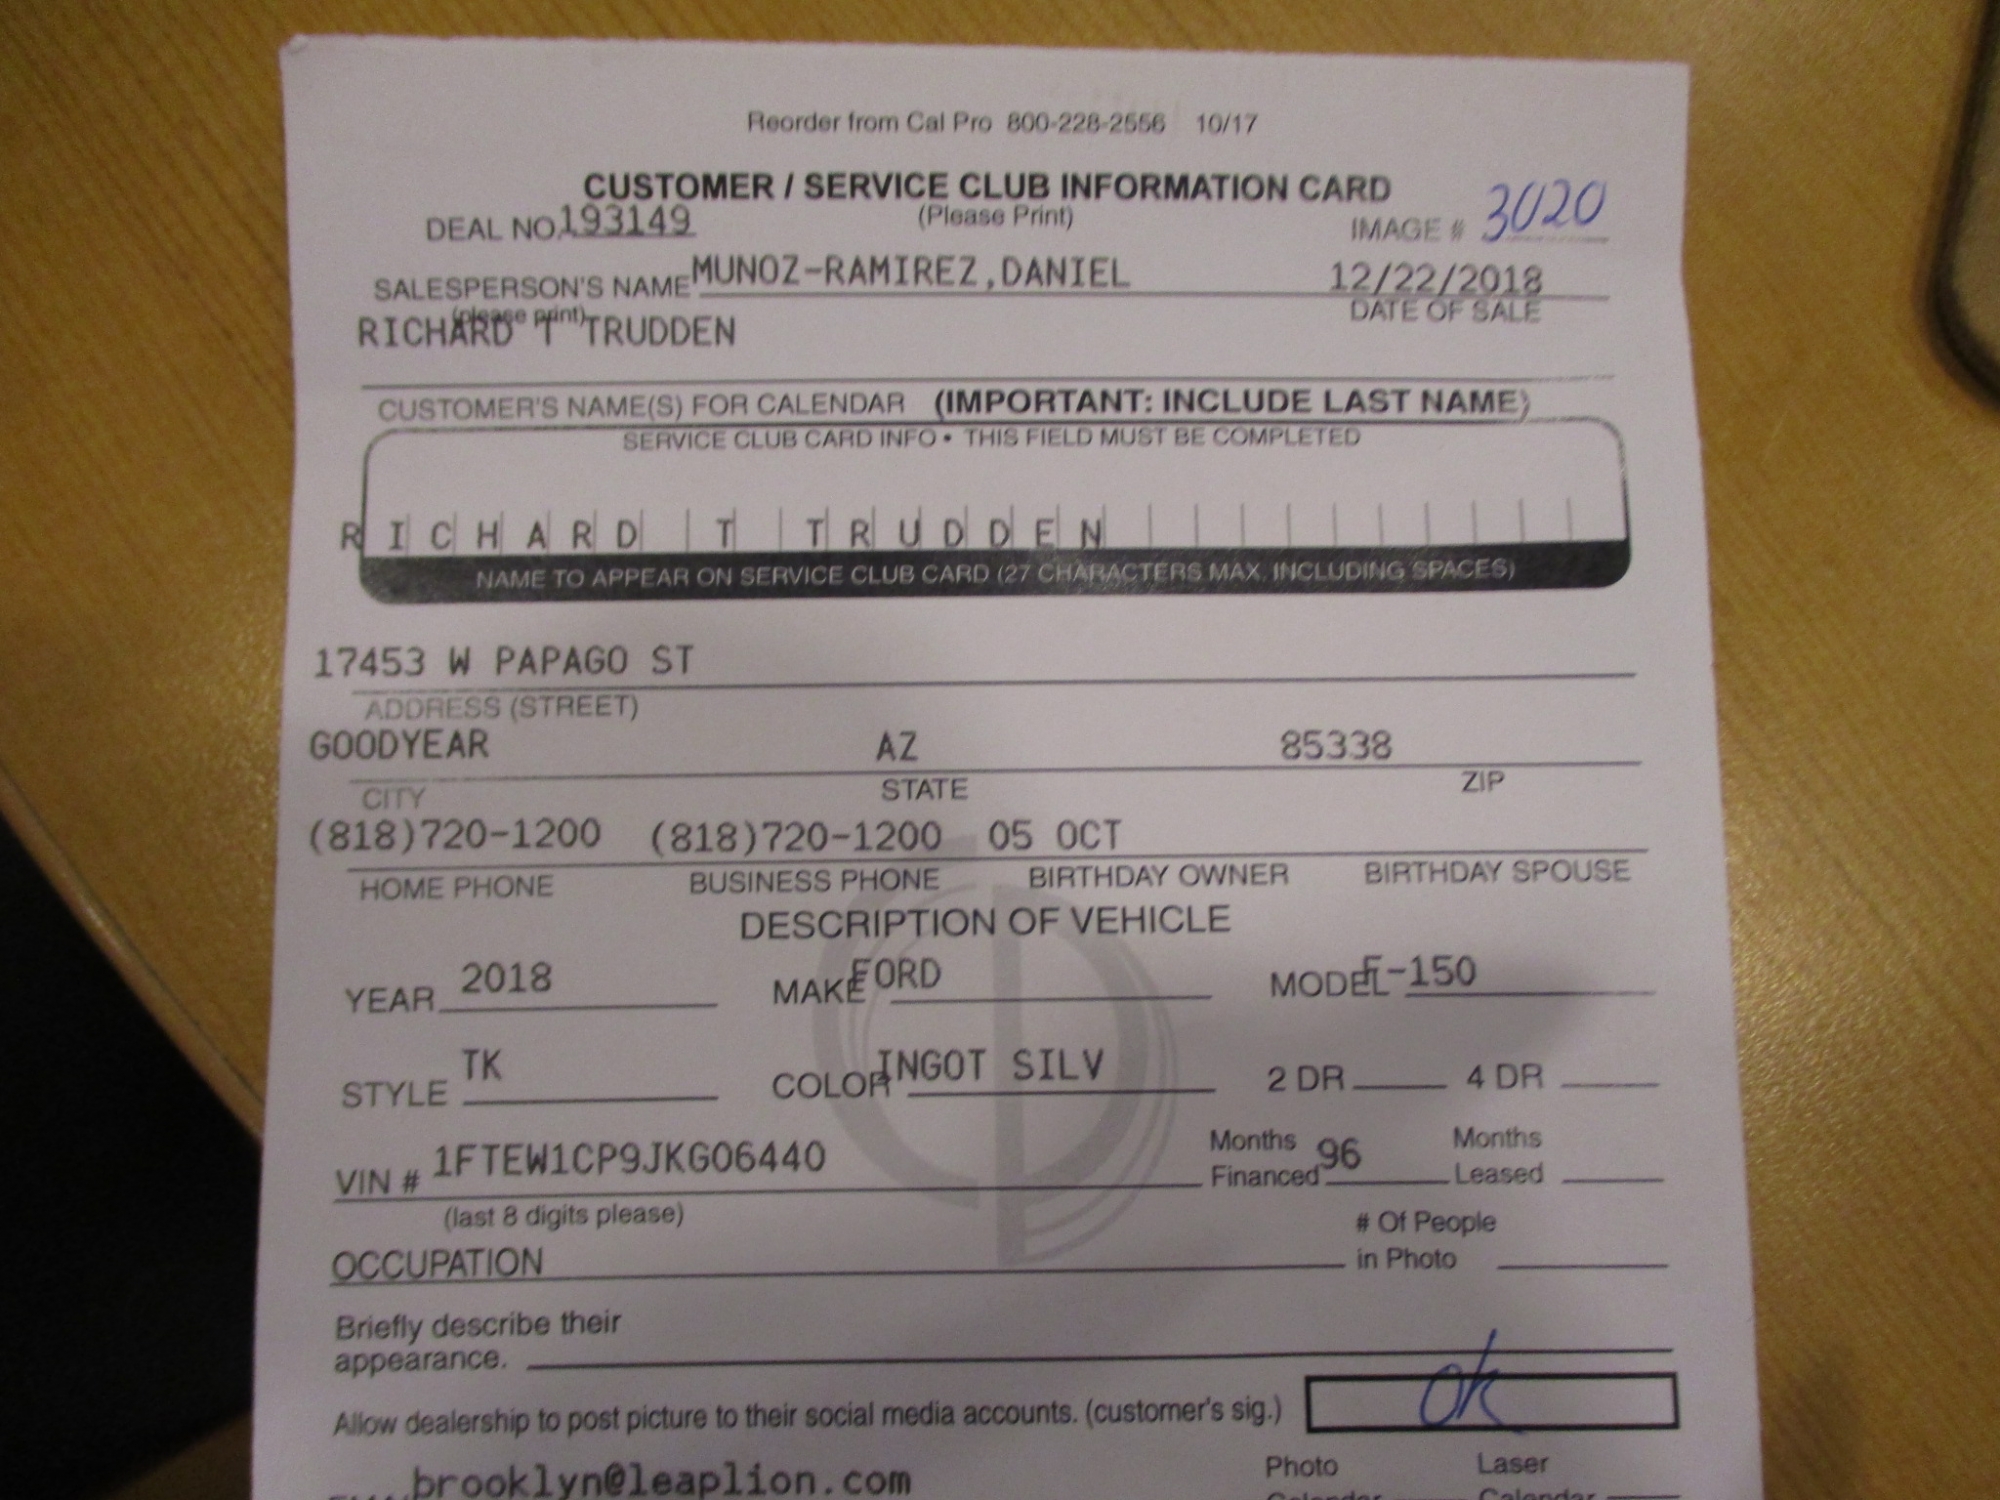 Reorder from Cal Pro 800-228-2556 10/17
CUSTOMER / SERVICE CLUB INFORMATION CARD
DEAL NO. 193149 (Please Print) IMAGE # 3020
SALESPERSON'S NAME MUNOZ-RAMIREZ,DANIEL 12/22/2018
(please print) DATE OF SALE
RICHARD T TRUDDEN
CUSTOMER'S NAME(S) FOR CALENDAR (IMPORTANT: INCLUDE LAST NAME)
SERVICE CLUB CARD INFO • THIS FIELD MUST BE COMPLETED
RICHARD T TRUDDEN
NAME TO APPEAR ON SERVICE CLUB CARD (27 CHARACTERS MAX. INCLUDING SPACES)
17453 W PAPAGO ST
ADDRESS (STREET)
GOODYEAR AZ 85338
CITY STATE ZIP
(818)720-1200 (818)720-1200 05 OCT
HOME PHONE BUSINESS PHONE BIRTHDAY OWNER BIRTHDAY SPOUSE
DESCRIPTION OF VEHICLE
YEAR 2018 MAKE FORD MODEL F-150
STYLE TK COLOR INGOT SILV 2 DR 4 DR
VIN # 1FTEW1CP9JKG06440 Months Financed 96 Months Leased
(last 8 digits please)
OCCUPATION # Of People in Photo
Briefly describe their
appearance.
Allow dealership to post picture to their social media accounts. (customer's sig.) ok
brooklyn@leaplion.com Photo Calendar Laser Calendar